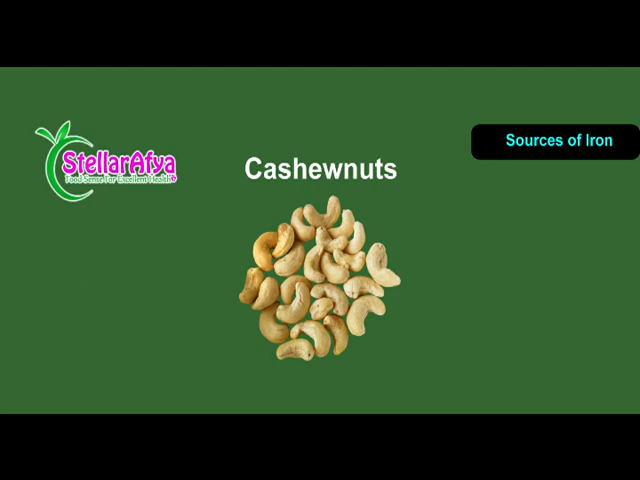 StellarAfya
Food Sense For Excellent Health
Cashewnuts
Sources of Iron